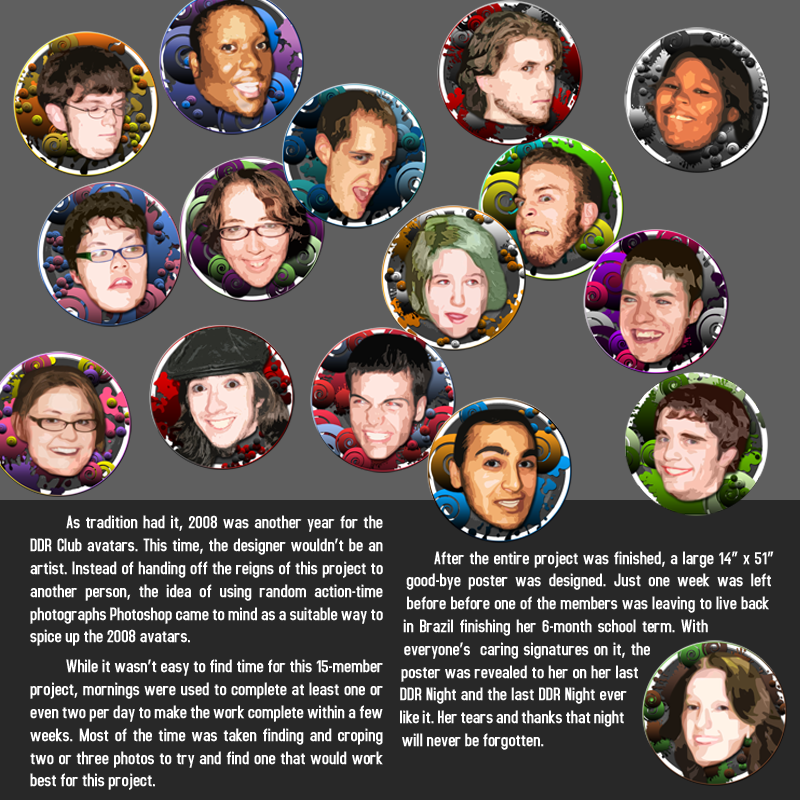 As tradition had it, 2008 was another year for the
DDR Club avatars. This time, the designer wouldn't be an
artist. Instead of handing off the reigns of this project to
another person, the idea of using random action-time
photographs Photoshop came to mind as a suitable way to
spice up the 2008 avatars.
While it wasn't easy to find time for this 15-member
project, mornings were used to complete at least one or
even two per day to make the work complete within a few
weeks. Most of the time was taken finding and croping
two or three photos to try and find one that would work
best for this project.
After the entire project was finished, a large 14" x 51"
good-bye poster was designed. Just one week was left
before before one of the members was leaving to live back
in Brazil finishing her 6-month school term. With
everyone's caring signatures on it, the
poster was revealed to her on her last
DDR Night and the last DDR Night ever
like it. Her tears and thanks that night
will never be forgotten.